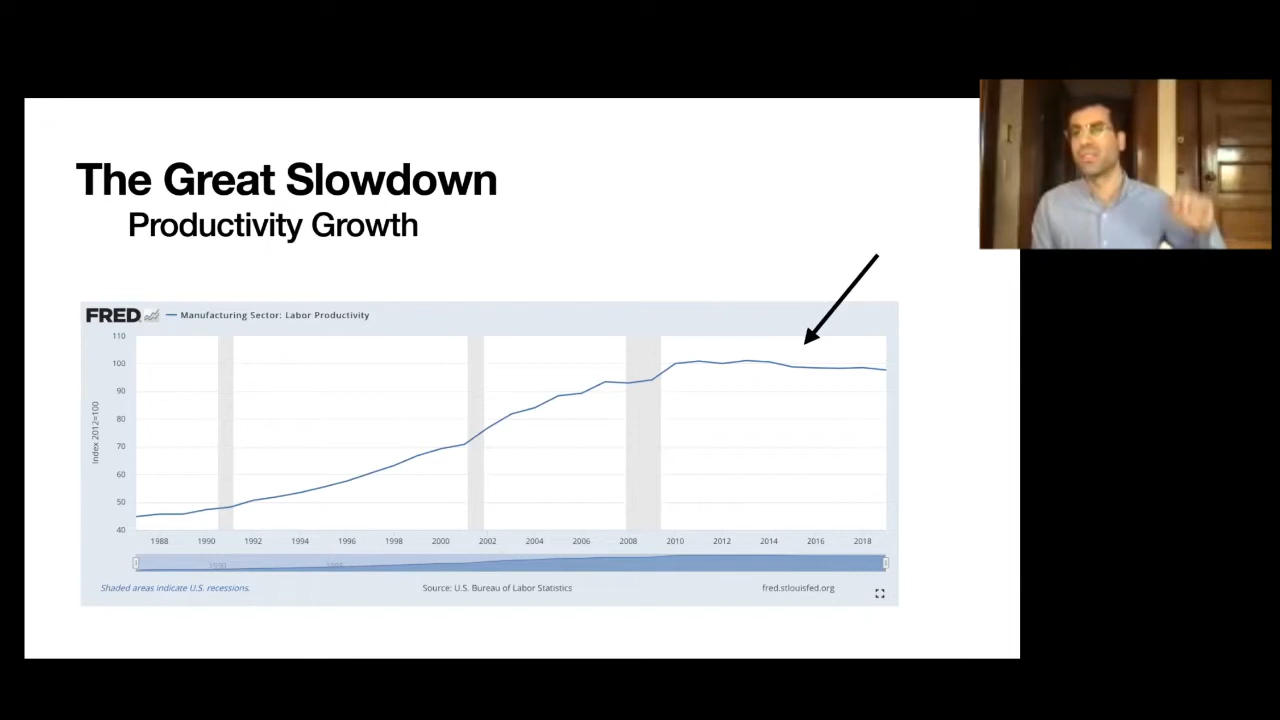 The Great Slowdown
Productivity Growth
FRED Manufacturing Sector: Labor Productivity
110
100
90
80
70
60
50
40
Index 2012=100
1988 1990 1992 1994 1996 1998 2000 2002 2004 2006 2008 2010 2012 2014 2016 2018
1990 1995
Shaded areas indicate U.S. recessions. Source: U.S. Bureau of Labor Statistics fred.stlouisfed.org